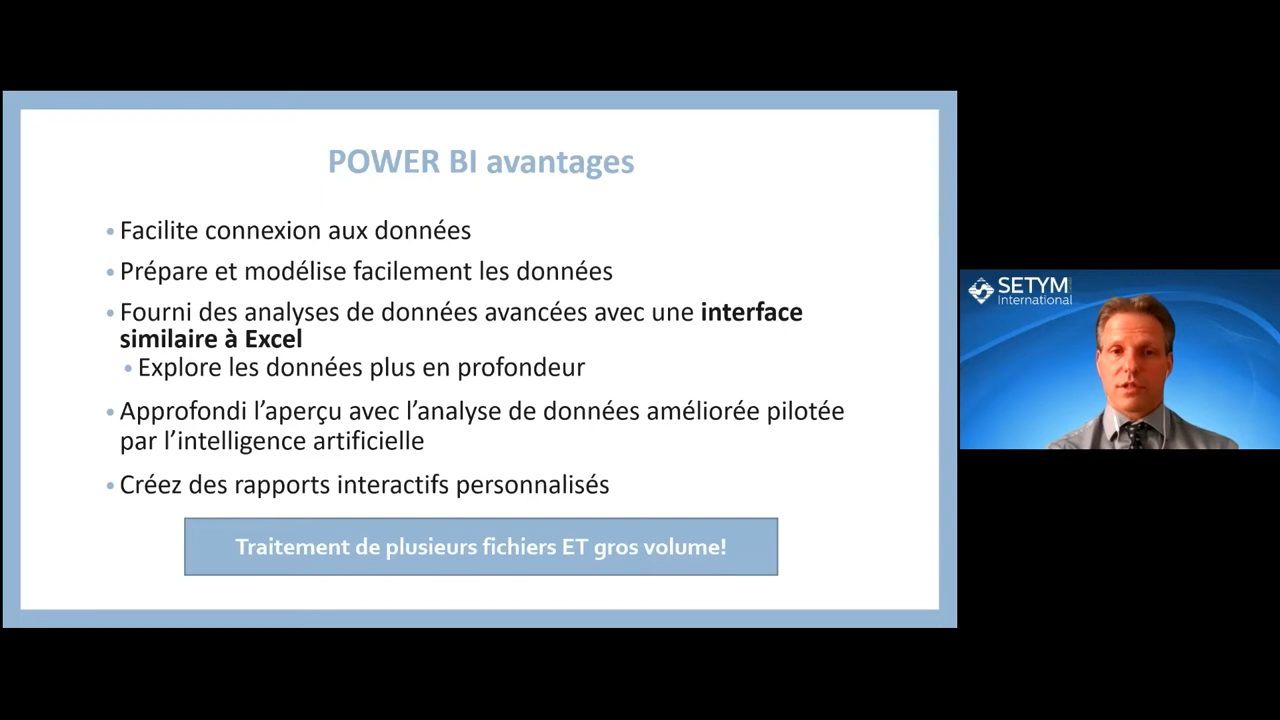 POWER BI avantages
• Facilite connexion aux données
• Prépare et modélise facilement les données
• Fourni des analyses de données avancées avec une interface
similaire à Excel
• Explore les données plus en profondeur
• Approfondi l’aperçu avec l’analyse de données améliorée pilotée
par l’intelligence artificielle
• Créez des rapports interactifs personnalisés
Traitement de plusieurs fichiers ET gros volume!
SETYM
International